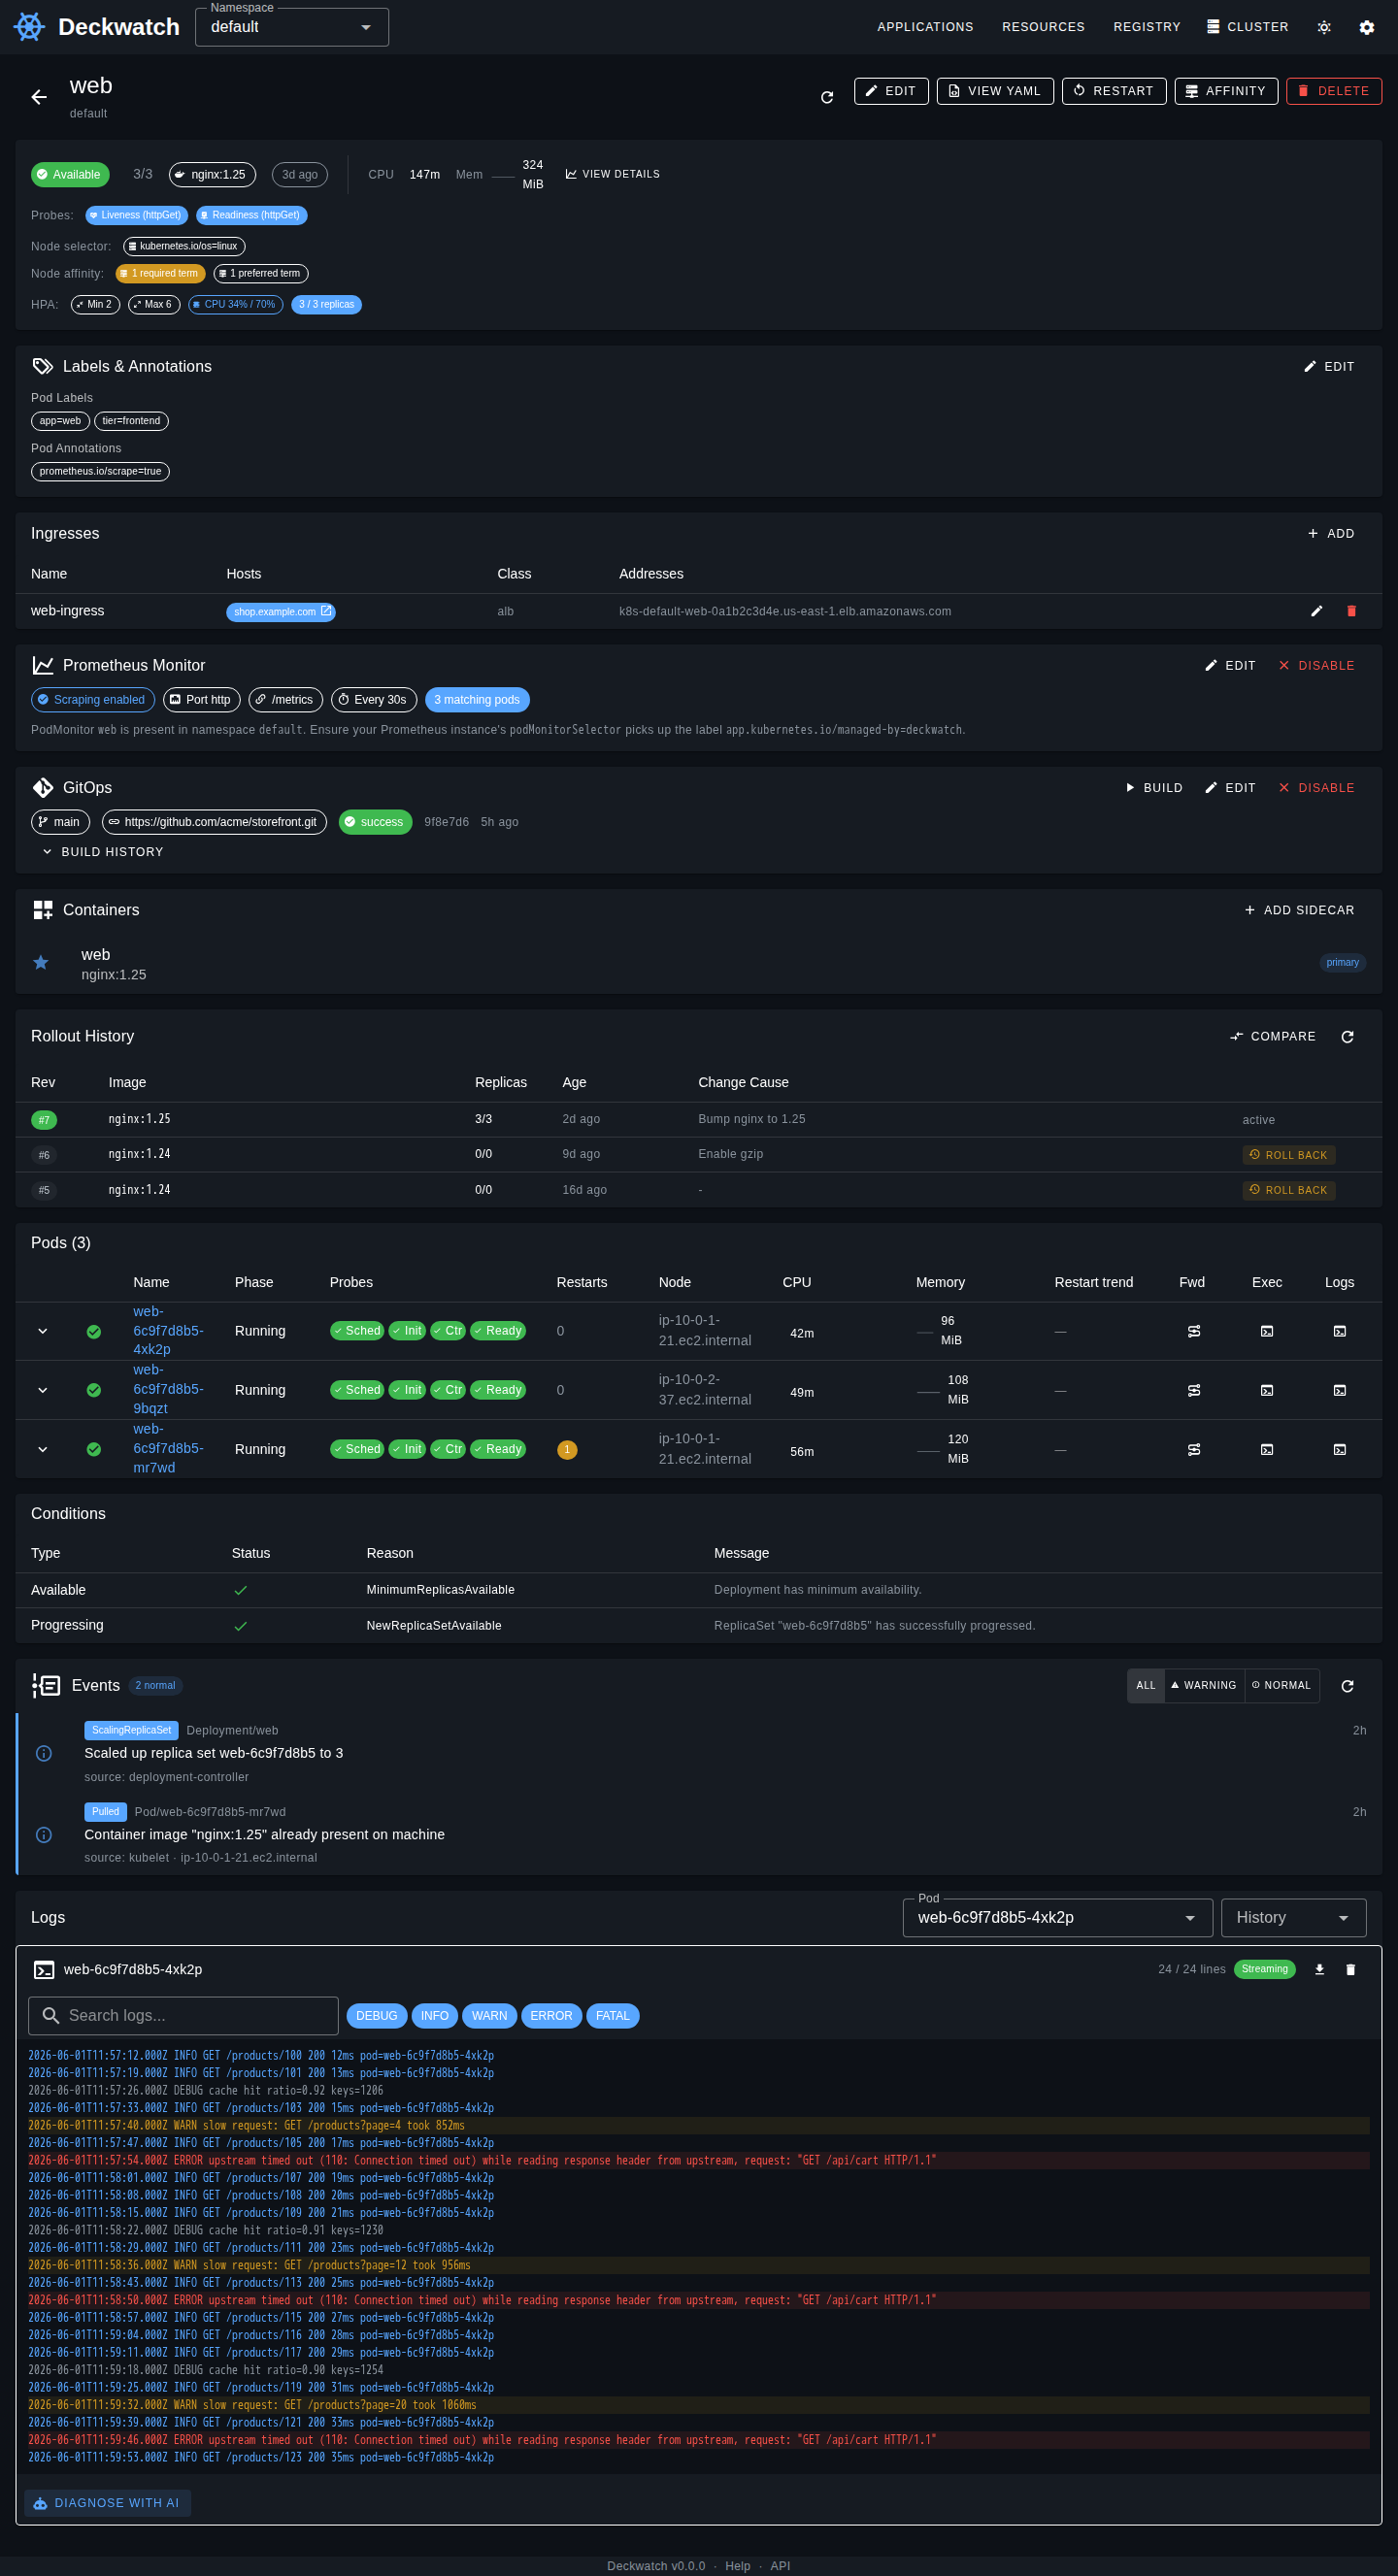 Deckwatch
Namespace
default
APPLICATIONS RESOURCES REGISTRY CLUSTER
web
default
EDIT VIEW YAML RESTART AFFINITY DELETE
Available 3/3 nginx:1.25 3d ago CPU 147m Mem 324 MiB VIEW DETAILS
Probes: Liveness (httpGet) Readiness (httpGet)
Node selector: kubernetes.io/os=linux
Node affinity: 1 required term 1 preferred term
HPA: Min 2 Max 6 CPU 34% / 70% 3 / 3 replicas
Labels & Annotations EDIT
Pod Labels
app=web tier=frontend
Pod Annotations
prometheus.io/scrape=true
Ingresses ADD
Name Hosts Class Addresses
web-ingress shop.example.com alb k8s-default-web-0a1b2c3d4e.us-east-1.elb.amazonaws.com
Prometheus Monitor EDIT DISABLE
Scraping enabled Port http /metrics Every 30s 3 matching pods
PodMonitor web is present in namespace default. Ensure your Prometheus instance's podMonitorSelector picks up the label app.kubernetes.io/managed-by=deckwatch.
GitOps BUILD EDIT DISABLE
main https://github.com/acme/storefront.git success 9f8e7d6 5h ago
BUILD HISTORY
Containers ADD SIDECAR
web
nginx:1.25
primary
Rollout History COMPARE
Rev Image Replicas Age Change Cause
#7 nginx:1.25 3/3 2d ago Bump nginx to 1.25 active
#6 nginx:1.24 0/0 9d ago Enable gzip ROLL BACK
#5 nginx:1.24 0/0 16d ago - ROLL BACK
Pods (3)
Name Phase Probes Restarts Node CPU Memory Restart trend Fwd Exec Logs
web-6c9f7d8b5-4xk2p Running Sched Init Ctr Ready 0 ip-10-0-1-21.ec2.internal 42m 96 MiB —
web-6c9f7d8b5-9bqzt Running Sched Init Ctr Ready 0 ip-10-0-2-37.ec2.internal 49m 108 MiB —
web-6c9f7d8b5-mr7wd Running Sched Init Ctr Ready 1 ip-10-0-1-21.ec2.internal 56m 120 MiB —
Conditions
Type Status Reason Message
Available MinimumReplicasAvailable Deployment has minimum availability.
Progressing NewReplicaSetAvailable ReplicaSet "web-6c9f7d8b5" has successfully progressed.
Events 2 normal ALL WARNING NORMAL
ScalingReplicaSet Deployment/web 2h
Scaled up replica set web-6c9f7d8b5 to 3
source: deployment-controller
Pulled Pod/web-6c9f7d8b5-mr7wd 2h
Container image "nginx:1.25" already present on machine
source: kubelet · ip-10-0-1-21.ec2.internal
Logs
Pod
web-6c9f7d8b5-4xk2p
History
web-6c9f7d8b5-4xk2p 24 / 24 lines Streaming
Search logs... DEBUG INFO WARN ERROR FATAL
2026-06-01T11:57:12.000Z INFO GET /products/100 200 12ms pod=web-6c9f7d8b5-4xk2p
2026-06-01T11:57:19.000Z INFO GET /products/101 200 13ms pod=web-6c9f7d8b5-4xk2p
2026-06-01T11:57:26.000Z DEBUG cache hit ratio=0.92 keys=1206
2026-06-01T11:57:33.000Z INFO GET /products/103 200 15ms pod=web-6c9f7d8b5-4xk2p
2026-06-01T11:57:40.000Z WARN slow request: GET /products?page=4 took 852ms
2026-06-01T11:57:47.000Z INFO GET /products/105 200 17ms pod=web-6c9f7d8b5-4xk2p
2026-06-01T11:57:54.000Z ERROR upstream timed out (110: Connection timed out) while reading response header from upstream, request: "GET /api/cart HTTP/1.1"
2026-06-01T11:58:01.000Z INFO GET /products/107 200 19ms pod=web-6c9f7d8b5-4xk2p
2026-06-01T11:58:08.000Z INFO GET /products/108 200 20ms pod=web-6c9f7d8b5-4xk2p
2026-06-01T11:58:15.000Z INFO GET /products/109 200 21ms pod=web-6c9f7d8b5-4xk2p
2026-06-01T11:58:22.000Z DEBUG cache hit ratio=0.91 keys=1230
2026-06-01T11:58:29.000Z INFO GET /products/111 200 23ms pod=web-6c9f7d8b5-4xk2p
2026-06-01T11:58:36.000Z WARN slow request: GET /products?page=12 took 956ms
2026-06-01T11:58:43.000Z INFO GET /products/113 200 25ms pod=web-6c9f7d8b5-4xk2p
2026-06-01T11:58:50.000Z ERROR upstream timed out (110: Connection timed out) while reading response header from upstream, request: "GET /api/cart HTTP/1.1"
2026-06-01T11:58:57.000Z INFO GET /products/115 200 27ms pod=web-6c9f7d8b5-4xk2p
2026-06-01T11:59:04.000Z INFO GET /products/116 200 28ms pod=web-6c9f7d8b5-4xk2p
2026-06-01T11:59:11.000Z INFO GET /products/117 200 29ms pod=web-6c9f7d8b5-4xk2p
2026-06-01T11:59:18.000Z DEBUG cache hit ratio=0.90 keys=1254
2026-06-01T11:59:25.000Z INFO GET /products/119 200 31ms pod=web-6c9f7d8b5-4xk2p
2026-06-01T11:59:32.000Z WARN slow request: GET /products?page=20 took 1060ms
2026-06-01T11:59:39.000Z INFO GET /products/121 200 33ms pod=web-6c9f7d8b5-4xk2p
2026-06-01T11:59:46.000Z ERROR upstream timed out (110: Connection timed out) while reading response header from upstream, request: "GET /api/cart HTTP/1.1"
2026-06-01T11:59:53.000Z INFO GET /products/123 200 35ms pod=web-6c9f7d8b5-4xk2p
DIAGNOSE WITH AI
Deckwatch v0.0.0 · Help · API